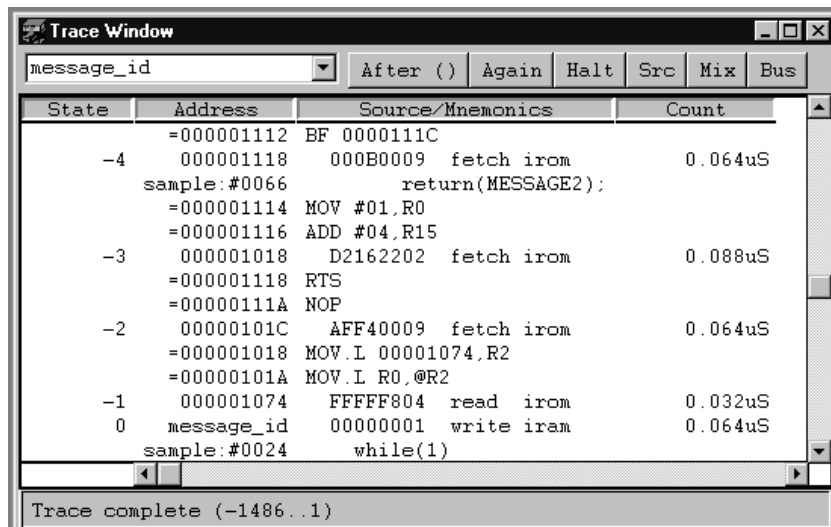 Trace Window
message_id After () Again Halt Src Mix Bus
State Address Source/Mnemonics Count
=000001112 BF 0000111C
-4 000001118 000B0009 fetch irom 0.064uS
sample:#0066 return(MESSAGE2);
=000001114 MOV #01,R0
=000001116 ADD #04,R15
-3 000001018 D2162202 fetch irom 0.088uS
=000001118 RTS
=00000111A NOP
-2 00000101C AFF40009 fetch irom 0.064uS
=000001018 MOV.L 00001074,R2
=00000101A MOV.L R0,@R2
-1 000001074 FFFFF804 read irom 0.032uS
0 message_id 00000001 write iram 0.064uS
sample:#0024 while(1)
Trace complete (-1486..1)